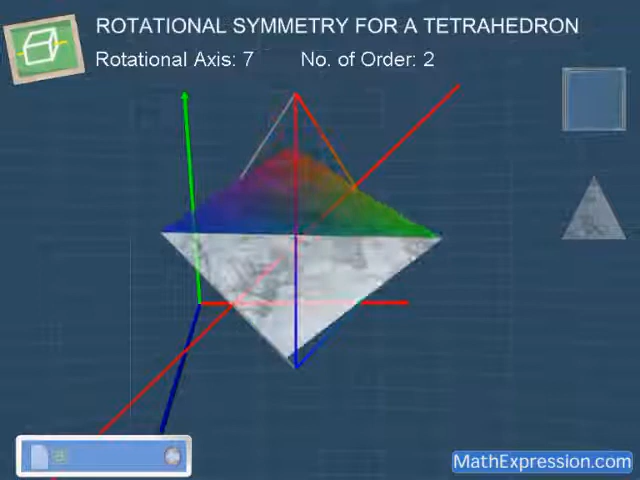 ROTATIONAL SYMMETRY FOR A TETRAHEDRON
Rotational Axis: 7 No. of Order: 2
MathExpression.com